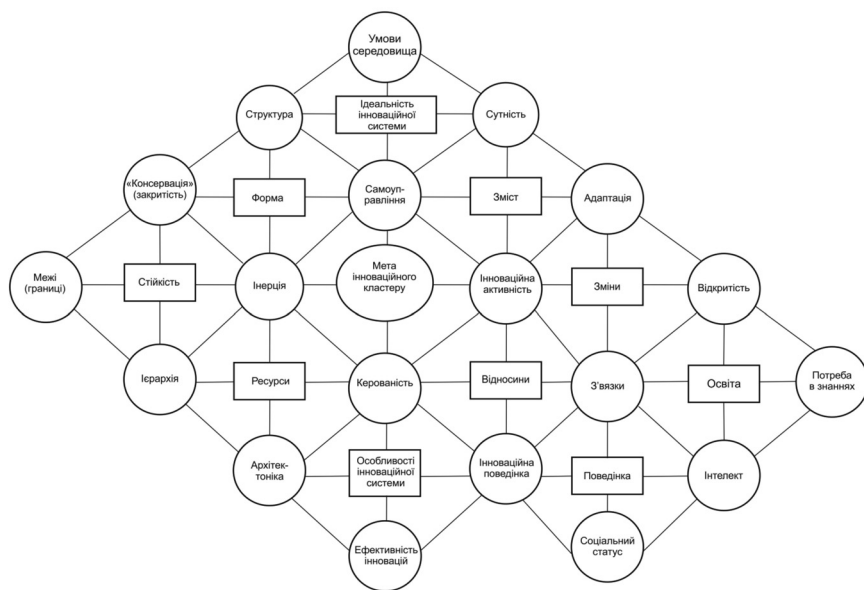 Умови
середовища
Структура
Ідеальність
інноваційної
системи
Сутність
«Консервація»
(закритість)
Форма
Самоуп-
равління
Зміст
Адаптація
Межі
(границі)
Стійкість
Інерція
Мета
інноваційного
кластеру
Інноваційна
активність
Зміни
Відкритість
Ієрархія
Ресурси
Керованість
Відносини
З’вязки
Освіта
Потреба
в знаннях
Архітек-
тоніка
Особливості
інноваційної
системи
Інноваційна
поведінка
Поведінка
Інтелект
Ефективність
інновацій
Соціальний
статус